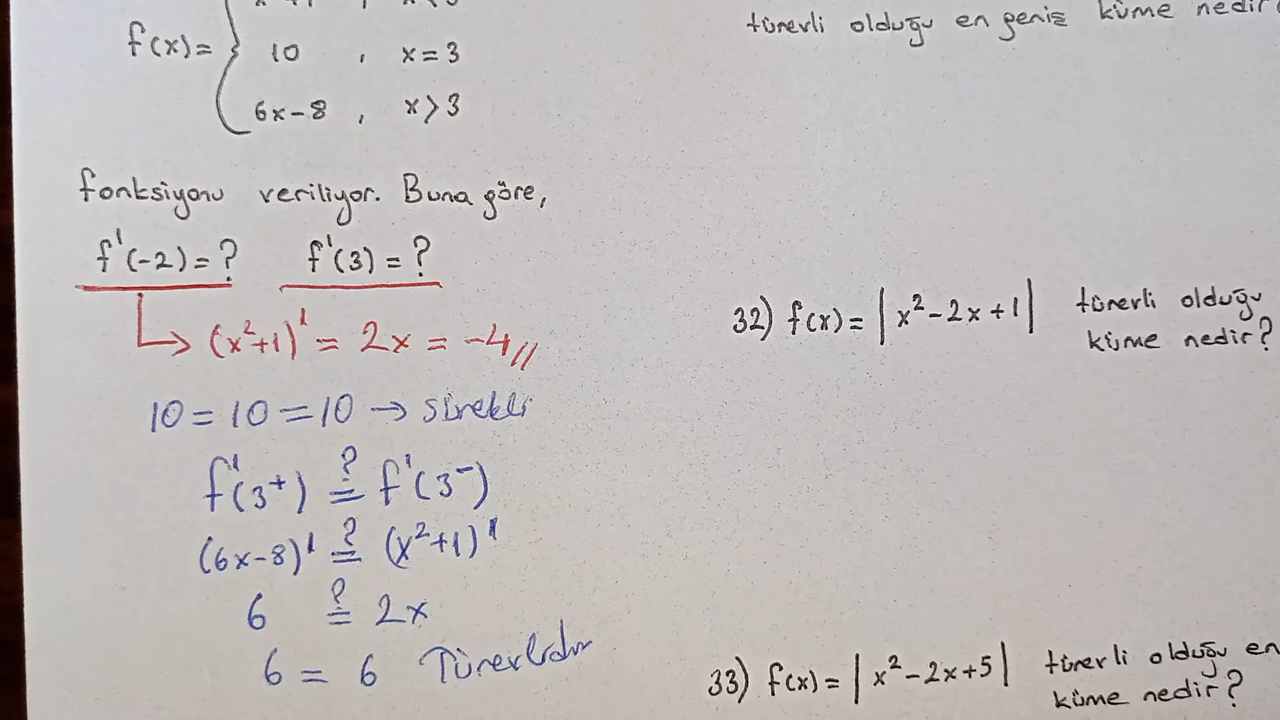 f(x)=
10 , x=3
6x-8 , x>3
fonksiyonu veriliyor. Buna göre,
f'(-2)=? f'(3)=?
(x²+1)' = 2x = -4//
10=10=10 → sürekli
f'(3⁺) ≟ f'(3⁻)
(6x-8)' ≟ (x²+1)'
6 ≟ 2x
6 = 6 Türevlidir
türevli olduğu en geniş küme nedir
32) f(x)= |x²-2x+1| türevli olduğu
küme nedir?
33) f(x)= |x²-2x+5| türevli olduğu en
küme nedir?